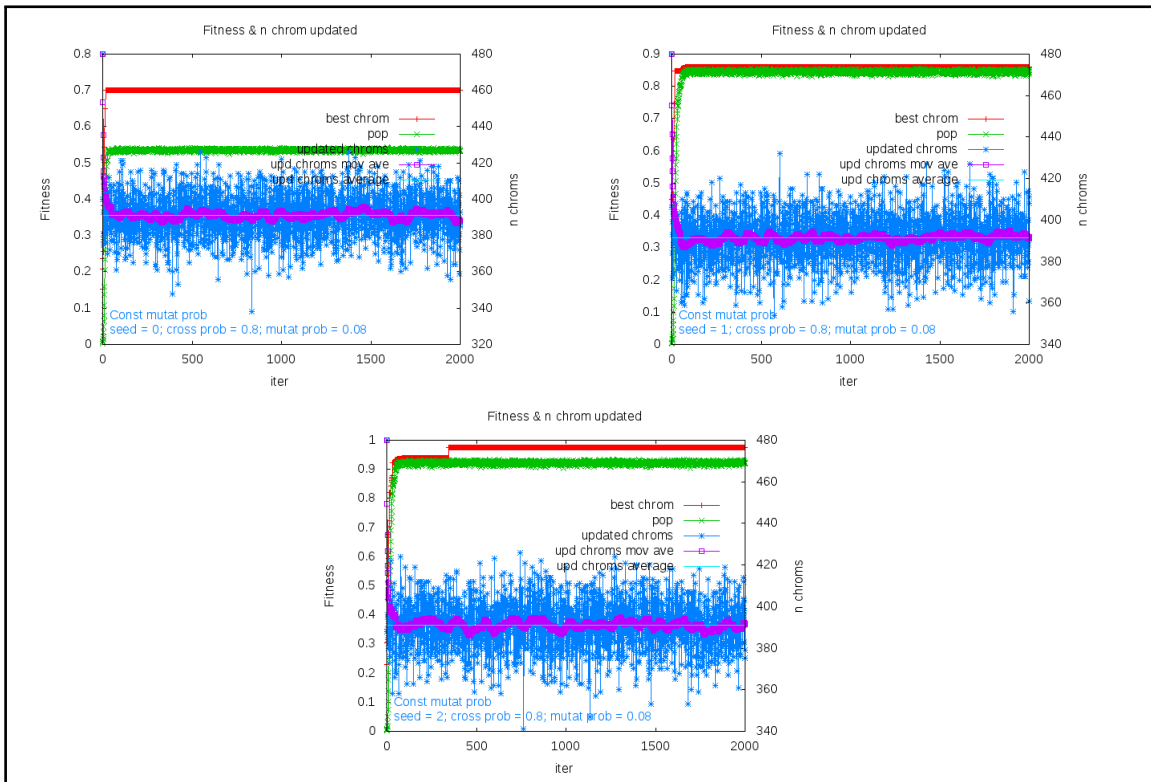 Fitness & n chrom updated
0.8
0.7
0.6
0.5
0.4
0.3
0.2
0.1
0
480
460
440
420
400
380
360
340
320
Fitness
n chroms
best chrom
pop
updated chroms
upd chroms mov ave
upd chroms average
Const mutat prob
seed = 0; cross prob = 0.8; mutat prob = 0.08
0 500 1000 1500 2000
iter
Fitness & n chrom updated
0.9
0.8
0.7
0.6
0.5
0.4
0.3
0.2
0.1
0
480
460
440
420
400
380
360
340
Fitness
n chroms
best chrom
pop
updated chroms
upd chroms mov ave
upd chroms average
Const mutat prob
seed = 1; cross prob = 0.8; mutat prob = 0.08
0 500 1000 1500 2000
iter
Fitness & n chrom updated
1
0.9
0.8
0.7
0.6
0.5
0.4
0.3
0.2
0.1
0
480
460
440
420
400
380
360
340
Fitness
n chroms
best chrom
pop
updated chroms
upd chroms mov ave
upd chroms average
Const mutat prob
seed = 2; cross prob = 0.8; mutat prob = 0.08
0 500 1000 1500 2000
iter